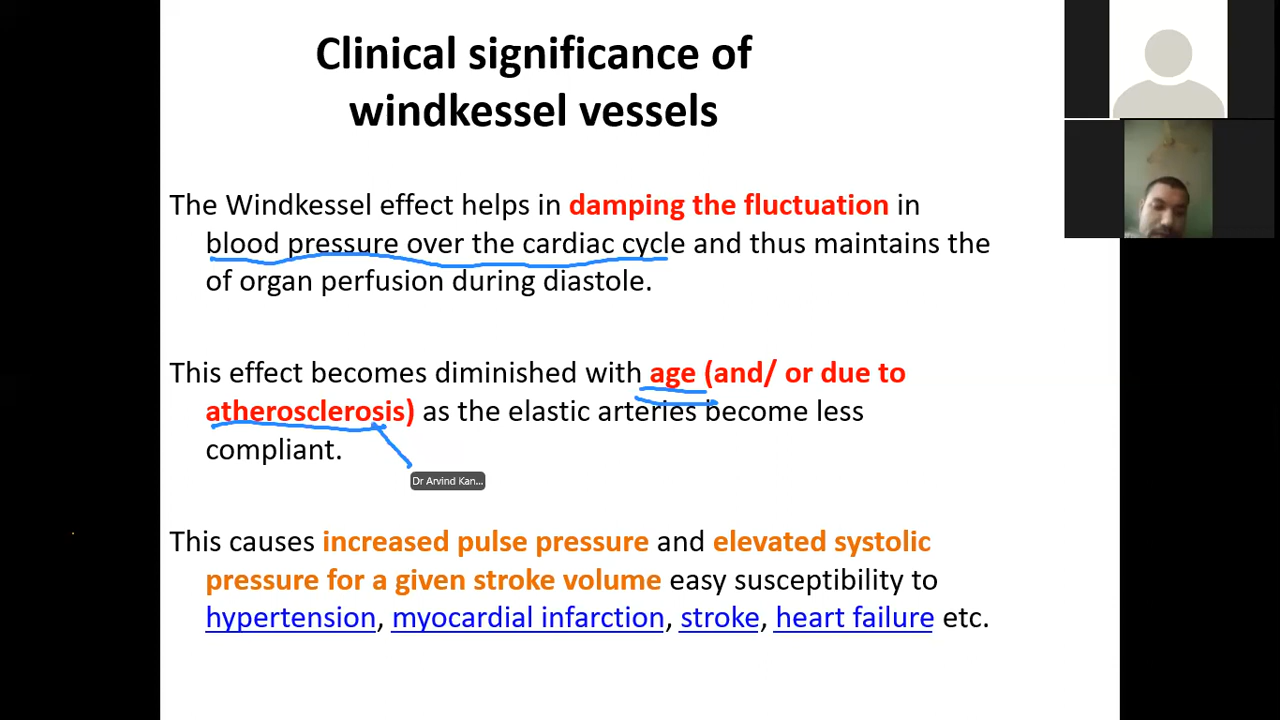 Clinical significance of
windkessel vessels
The Windkessel effect helps in damping the fluctuation in
blood pressure over the cardiac cycle and thus maintains the
of organ perfusion during diastole.
This effect becomes diminished with age (and/ or due to
atherosclerosis) as the elastic arteries become less
compliant.
Dr Arvind Kan...
This causes increased pulse pressure and elevated systolic
pressure for a given stroke volume easy susceptibility to
hypertension, myocardial infarction, stroke, heart failure etc.